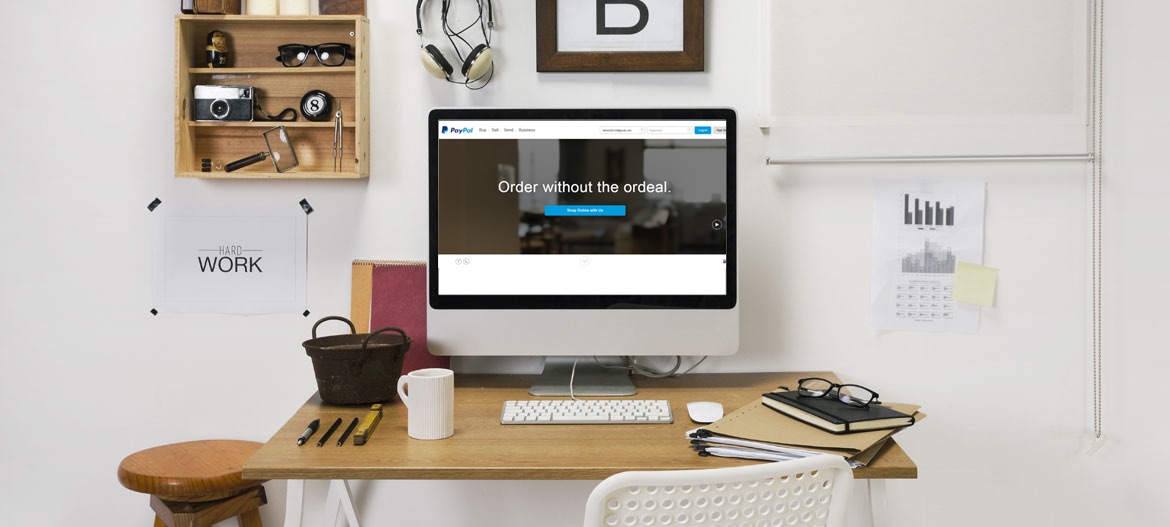 B
8
HARD
WORK
PayPal
Buy Sell Send Business
Log In
Order without the ordeal.
Shop Online with Us